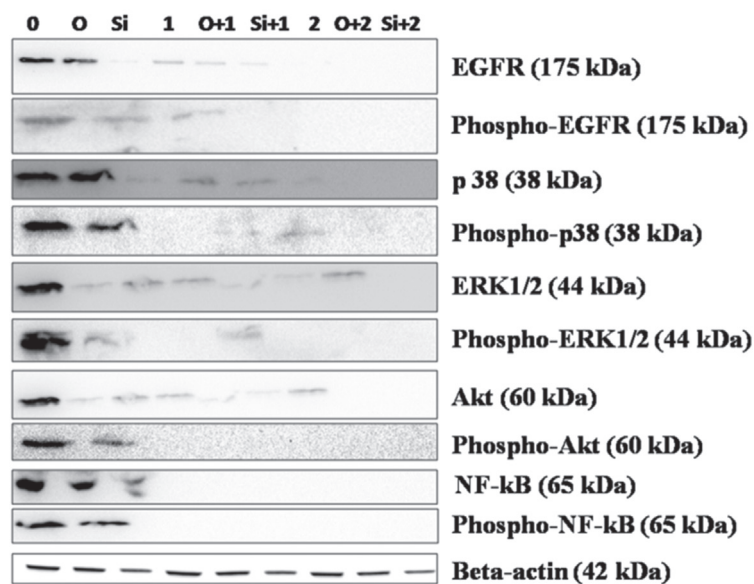 0 O Si 1 O+1 Si+1 2 O+2 Si+2
EGFR (175 kDa)
Phospho-EGFR (175 kDa)
p 38 (38 kDa)
Phospho-p38 (38 kDa)
ERK1/2 (44 kDa)
Phospho-ERK1/2 (44 kDa)
Akt (60 kDa)
Phospho-Akt (60 kDa)
NF-kB (65 kDa)
Phospho-NF-kB (65 kDa)
Beta-actin (42 kDa)